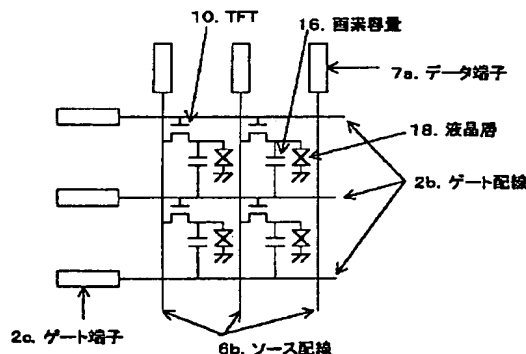 10. TFT
16. 画素容量
7a. データ端子
18. 液晶層
2b. ゲート配線
2c. ゲート端子
6b. ソース配線